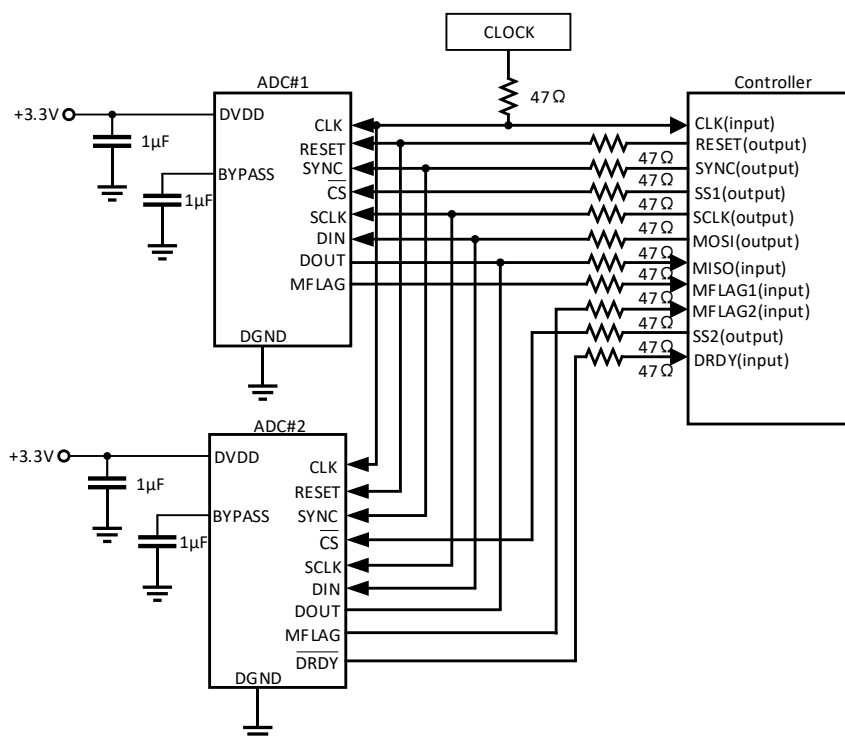 CLOCK
47Ω
ADC#1
Controller
+3.3V
DVDD
1μF
BYPASS
1μF
CLK
RESET
SYNC
CS
SCLK
DIN
DOUT
MFLAG
DGND
47Ω
47Ω
47Ω
47Ω
47Ω
47Ω
47Ω
47Ω
47Ω
47Ω
CLK(input)
RESET(output)
SYNC(output)
SS1(output)
SCLK(output)
MOSI(output)
MISO(input)
MFLAG1(input)
MFLAG2(input)
SS2(output)
DRDY(input)
ADC#2
+3.3V
DVDD
1μF
BYPASS
1μF
CLK
RESET
SYNC
CS
SCLK
DIN
DOUT
MFLAG
DRDY
DGND